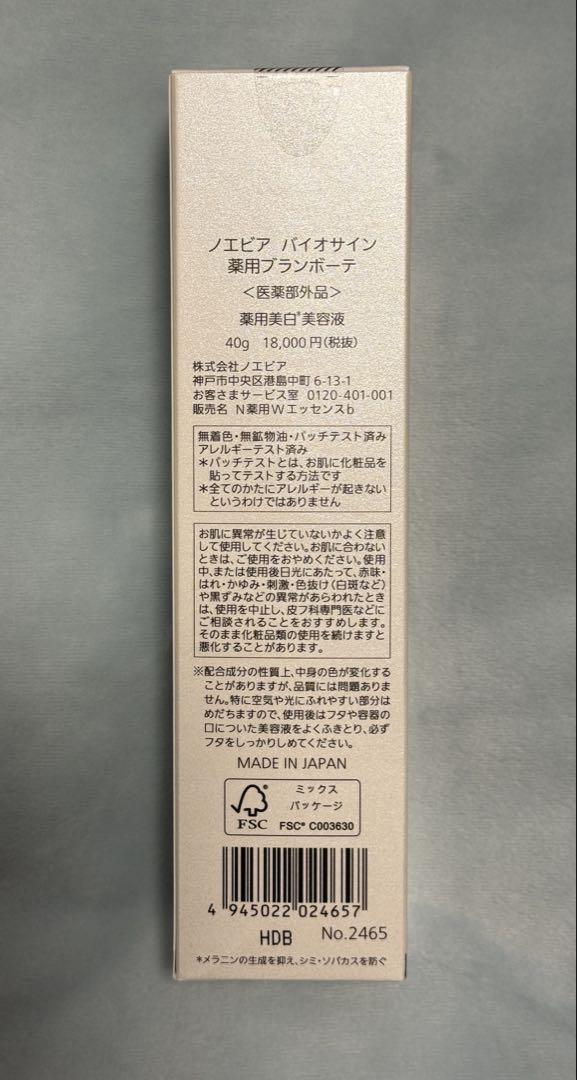 ノエビア バイオサイン
薬用ブランボーテ
＜医薬部外品＞
薬用美白*美容液
40g 18,000円(税抜)
株式会社ノエビア
神戸市中央区港島中町6-13-1
お客さまサービス室 0120-401-001
販売名 N薬用Wエッセンスb
無着色・無鉱物油・パッチテスト済み
アレルギーテスト済み
＊パッチテストとは、お肌に化粧品を
貼ってテストする方法です
＊全てのかたにアレルギーが起きない
というわけではありません
お肌に異常が生じていないかよく注意
して使用してください。お肌に合わない
ときは、ご使用をおやめください。使用
中、または使用後日光にあたって、赤味・
はれ・かゆみ・刺激・色抜け(白斑など)
や黒ずみなどの異常があらわれたとき
は、使用を中止し、皮フ科専門医などに
ご相談されることをおすすめします。
そのまま化粧品類の使用を続けますと
悪化することがあります。
※配合成分の性質上、中身の色が変化する
ことがありますが、品質には問題ありま
せん。特に空気や光にふれやすい部分は
めだちますので、使用後はフタや容器の
口についた美容液をよくふきとり、必ず
フタをしっかりしめてください。
MADE IN JAPAN
ミックス
パッケージ
FSC
FSC® C003630
4 945022 024657
HDB No.2465
*メラニンの生成を抑え、シミ・ソバカスを防ぐ